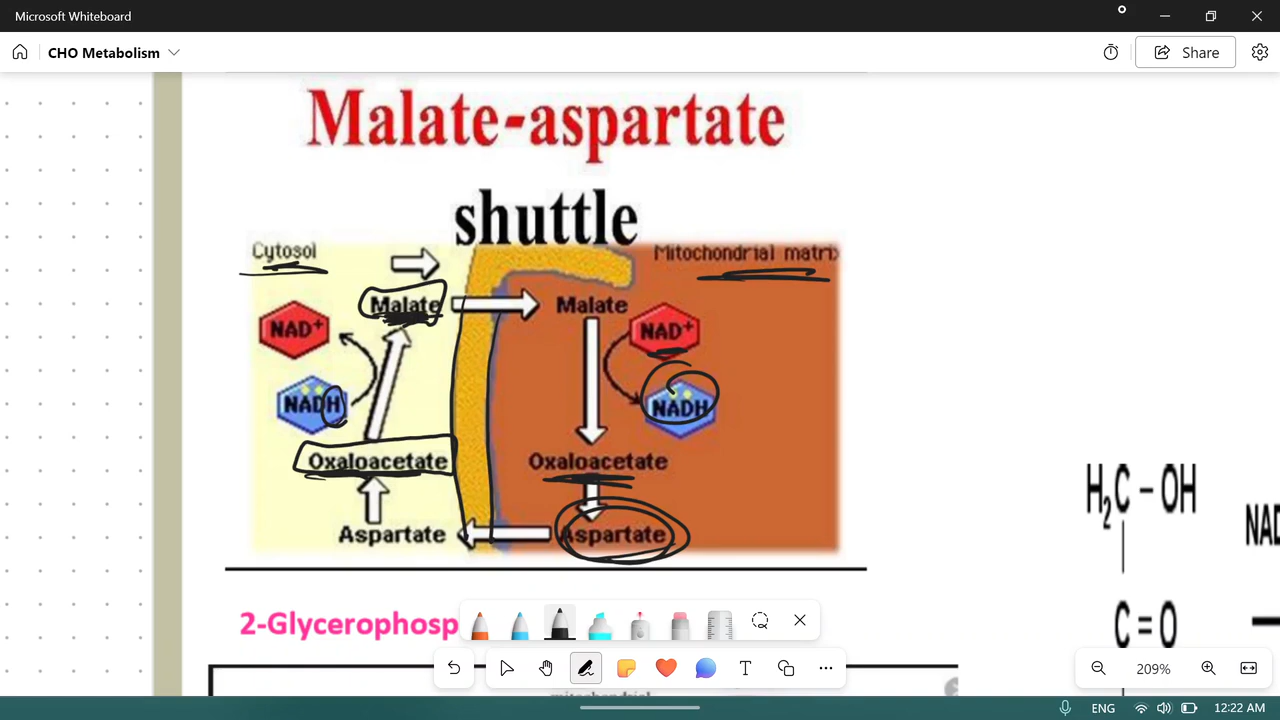 Microsoft Whiteboard
CHO Metabolism
Share
Malate-aspartate
shuttle
Cytosol
Mitochondrial matrix
Malate
Malate
NAD+
NAD+
NADH
NADH
Oxaloacetate
Oxaloacetate
Aspartate
Aspartate
H2C - OH
NAD
C = O
2-Glycerophosp
209%
ENG
12:22 AM